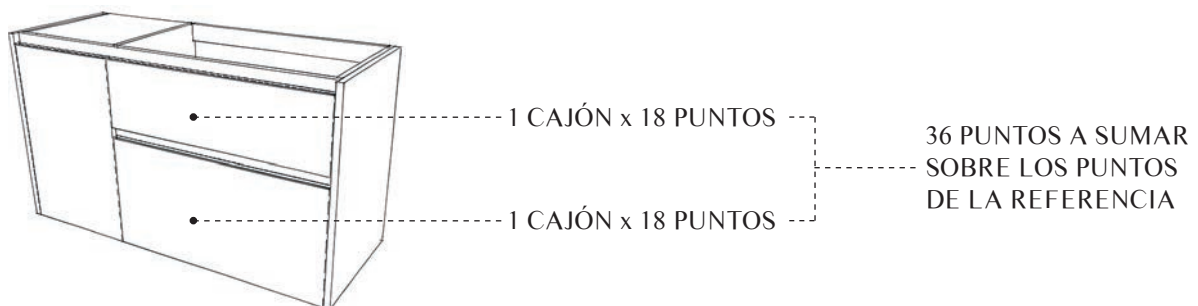 1 CAJÓN x 18 PUNTOS
1 CAJÓN x 18 PUNTOS
36 PUNTOS A SUMAR
SOBRE LOS PUNTOS
DE LA REFERENCIA